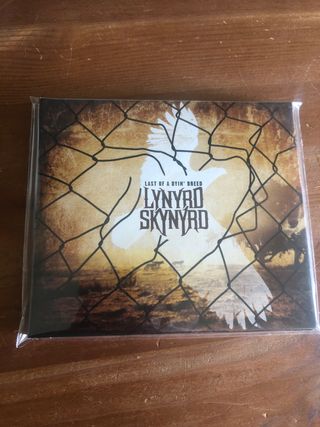 LAST OF A DYIN' BREED
LYNYRD
SKYNYRD